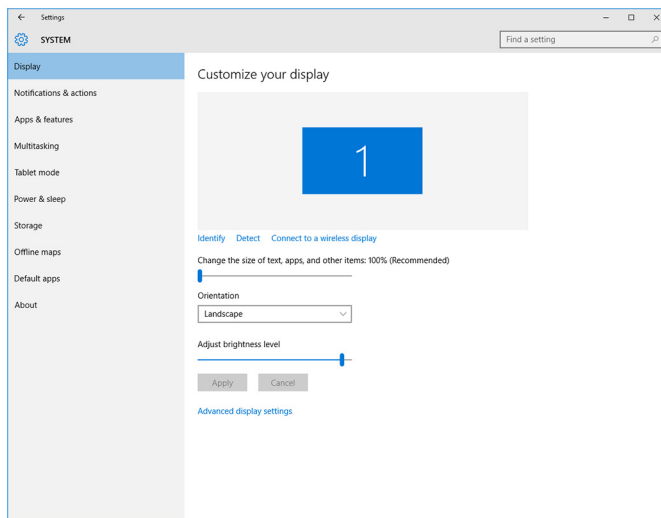 Settings
SYSTEM
Find a setting
Display
Notifications & actions
Apps & features
Multitasking
Tablet mode
Power & sleep
Storage
Offline maps
Default apps
About
Customize your display
1
Identify Detect Connect to a wireless display
Change the size of text, apps, and other items: 100% (Recommended)
Orientation
Landscape
Adjust brightness level
Apply Cancel
Advanced display settings